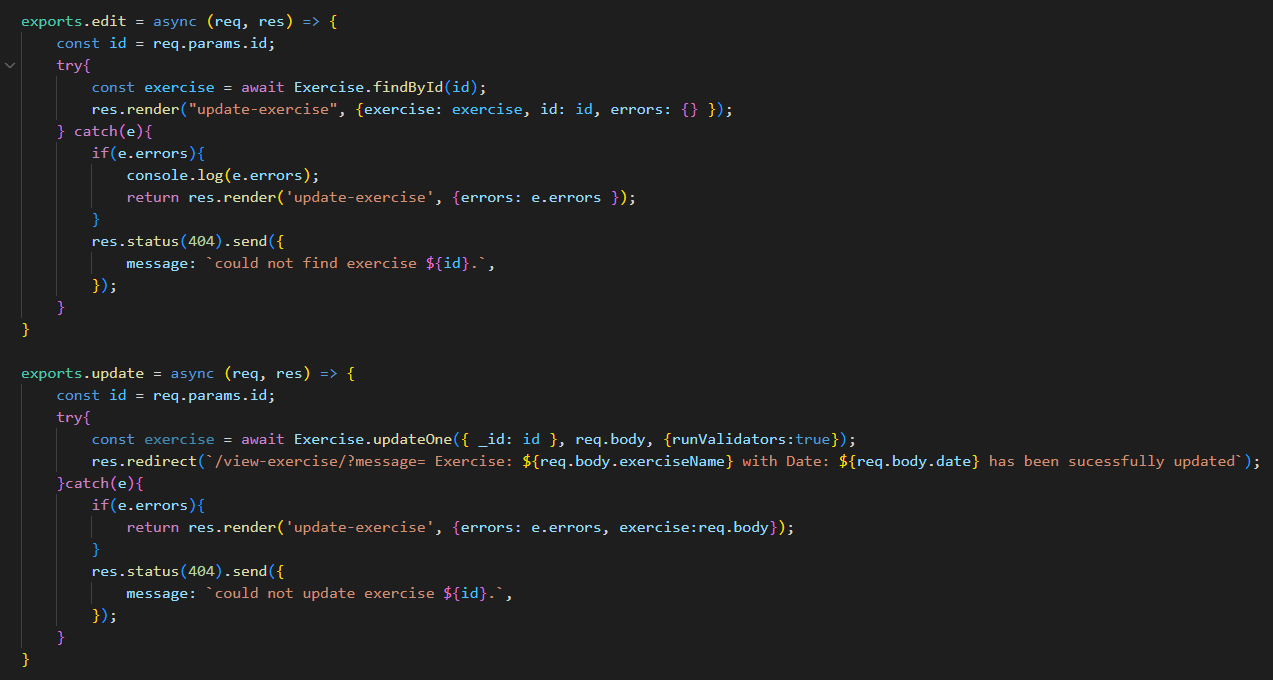 exports.edit = async (req, res) => {
    const id = req.params.id;
    try{
        const exercise = await Exercise.findById(id);
        res.render("update-exercise", {exercise: exercise, id: id, errors: {} });
    } catch(e){
        if(e.errors){
            console.log(e.errors);
            return res.render('update-exercise', {errors: e.errors });
        }
        res.status(404).send({
            message: `could not find exercise ${id}.`,
        });
    }
}

exports.update = async (req, res) => {
    const id = req.params.id;
    try{
        const exercise = await Exercise.updateOne({ _id: id }, req.body, {runValidators:true});
        res.redirect(`/view-exercise/?message= Exercise: ${req.body.exerciseName} with Date: ${req.body.date} has been sucessfully updated`);
    }catch(e){
        if(e.errors){
            return res.render('update-exercise', {errors: e.errors, exercise:req.body});
        }
        res.status(404).send({
            message: `could not update exercise ${id}.`,
        });
    }
}